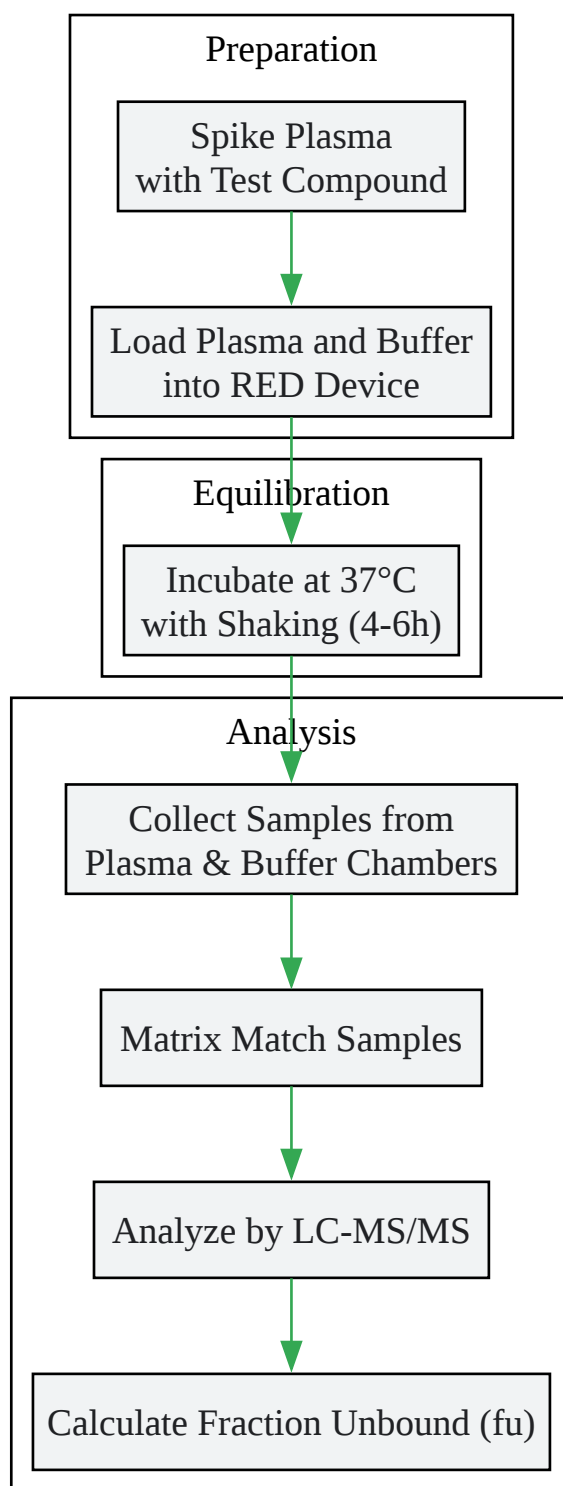 Preparation
Spike Plasma
with Test Compound
Load Plasma and Buffer
into RED Device
Equilibration
Incubate at 37°C
with Shaking (4-6h)
Analysis
Collect Samples from
Plasma & Buffer Chambers
Matrix Match Samples
Analyze by LC-MS/MS
Calculate Fraction Unbound (fu)